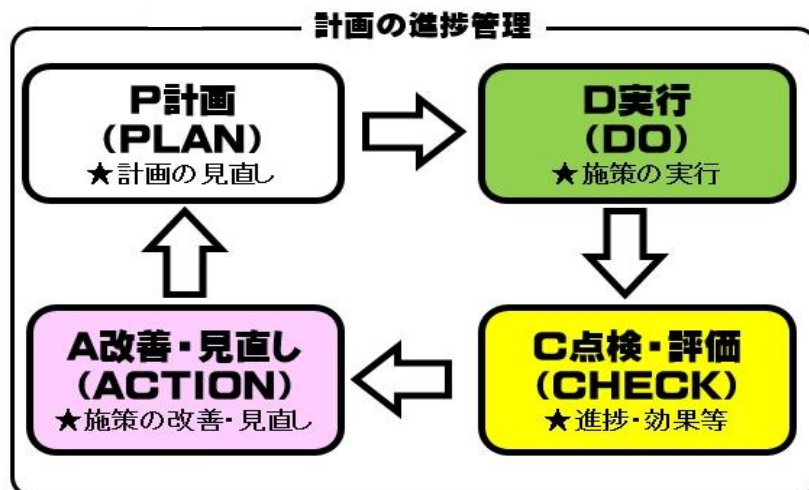 計画の進捗管理
P計画
(PLAN)
★計画の見直し
D実行
(DO)
★施策の実行
A改善・見直し
(ACTION)
★施策の改善・見直し
C点検・評価
(CHECK)
★進捗・効果等